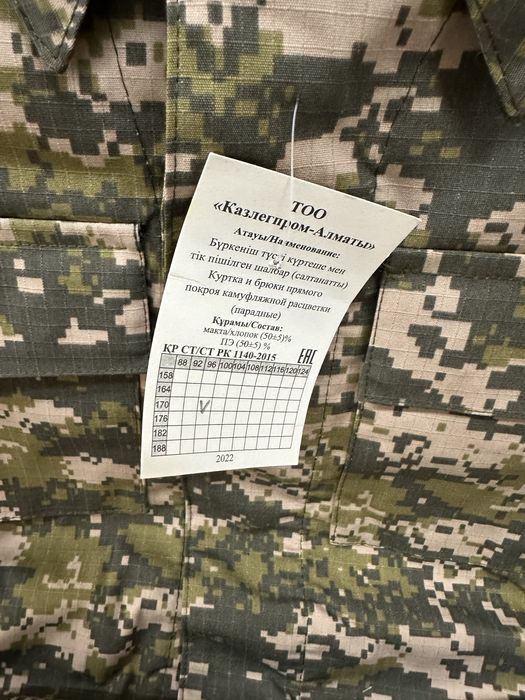 ТОО
«Казлегпром-Алматы»
Атауы/Наименование:
Бүркеніш түсті күртеше мен
тік пішілген шалбар (салтанатты)
Куртка и брюки прямого
покроя камуфляжной расцветки
(парадные)
Құрамы/Состав:
мақта/хлопок (50±5)%
ПЭ (50±5) %
ҚР СТ/СТ РК 1140-2015 EAC
88 92 96 100 104 108 112 116 120 124
158
164
170 V
176
182
188
2022